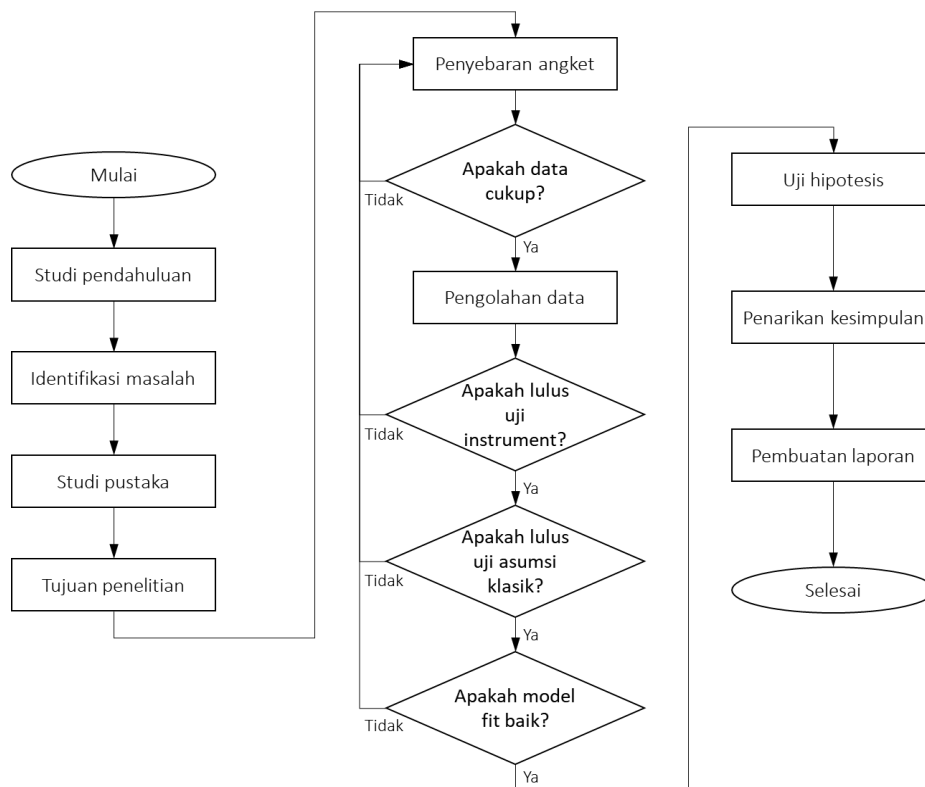 Mulai
Studi pendahuluan
Identifikasi masalah
Studi pustaka
Tujuan penelitian
Penyebaran angket
Apakah data
cukup?
Tidak
Ya
Pengolahan data
Apakah lulus
uji
instrument?
Tidak
Ya
Apakah lulus
uji asumsi
klasik?
Tidak
Ya
Apakah model
fit baik?
Tidak
Ya
Uji hipotesis
Penarikan kesimpulan
Pembuatan laporan
Selesai